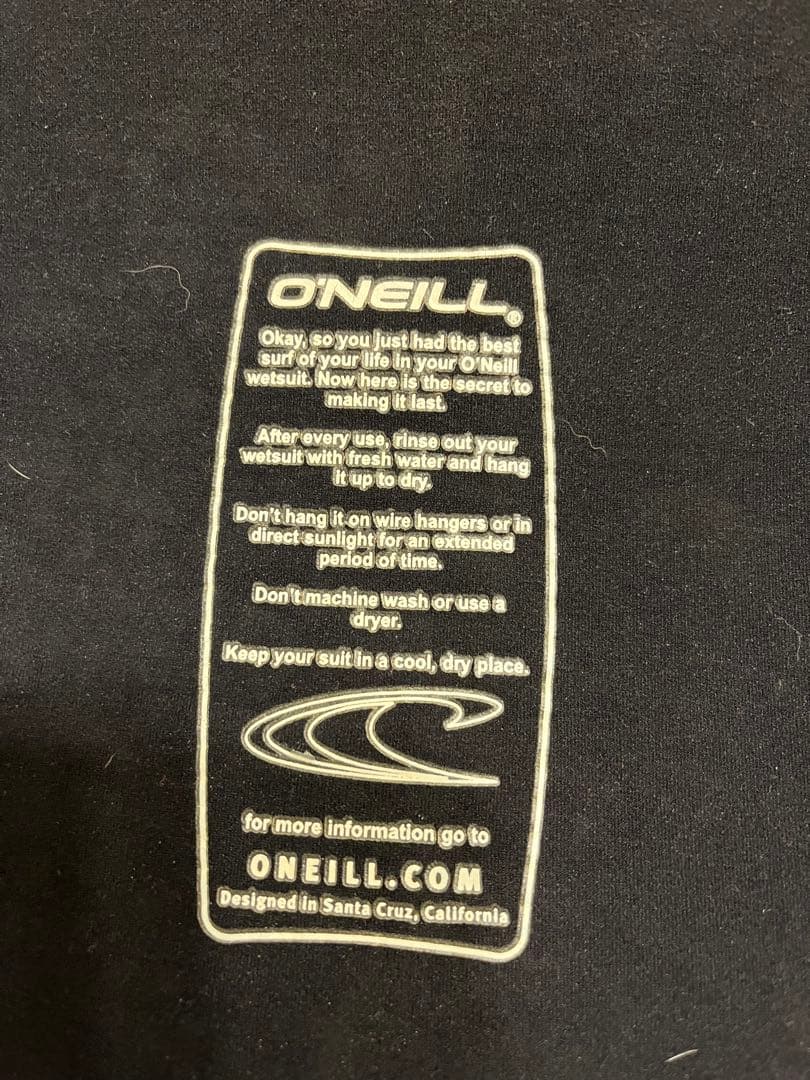 O'NEILL®
Okay, so you just had the best
surf of your life in your O'Neill
wetsuit. Now here is the secret to
making it last.
After every use, rinse out your
wetsuit with fresh water and hang
it up to dry.
Don't hang it on wire hangers or in
direct sunlight for an extended
period of time.
Don't machine wash or use a
dryer.
Keep your suit in a cool, dry place.
for more information go to
ONEILL.COM
Designed in Santa Cruz, California